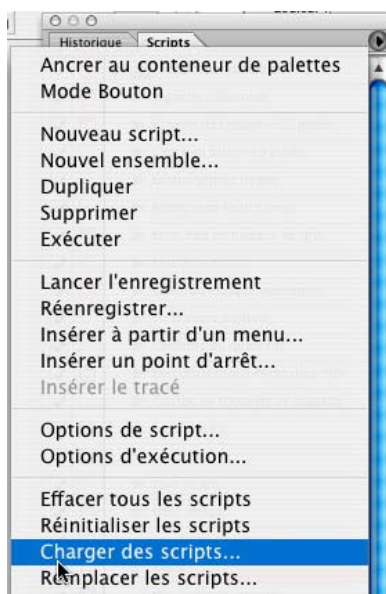 Historique Scripts
Ancrer au conteneur de palettes
Mode Bouton
Nouveau script...
Nouvel ensemble...
Dupliquer
Supprimer
Exécuter
Lancer l'enregistrement
Réenregistrer...
Insérer à partir d'un menu...
Insérer un point d'arrêt...
Insérer le tracé
Options de script...
Options d'exécution...
Effacer tous les scripts
Réinitialiser les scripts
Charger des scripts...
Remplacer les scripts...